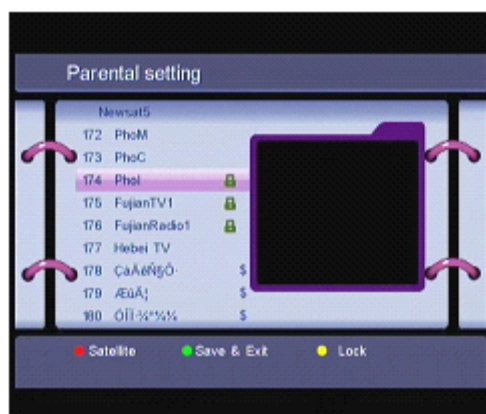 Parental setting
Newsat5
172 PhoM
173 PhoC
174 PhoI
175 FujianTV1
176 FujianRadio1
177 Hebei TV
178 $
179 $
180 $
Satellite Save & Exit Lock